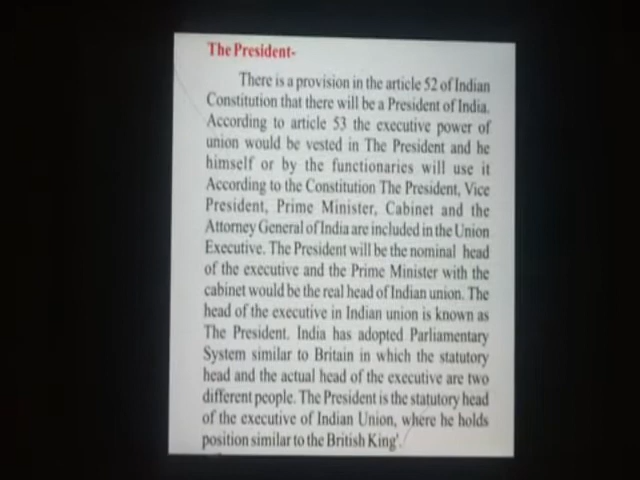 The President-
There is a provision in the article 52 of Indian
Constitution that there will be a President of India.
According to article 53 the executive power of
union would be vested in The President and he
himself or by the functionaries will use it
According to the Constitution The President, Vice
President, Prime Minister, Cabinet and the
Attorney General of India are included in the Union
Executive. The President will be the nominal head
of the executive and the Prime Minister with the
cabinet would be the real head of Indian union. The
head of the executive in Indian union is known as
The President. India has adopted Parliamentary
System similar to Britain in which the statutory
head and the actual head of the executive are two
different people. The President is the statutory head
of the executive of Indian Union, where he holds
position similar to the British King'.